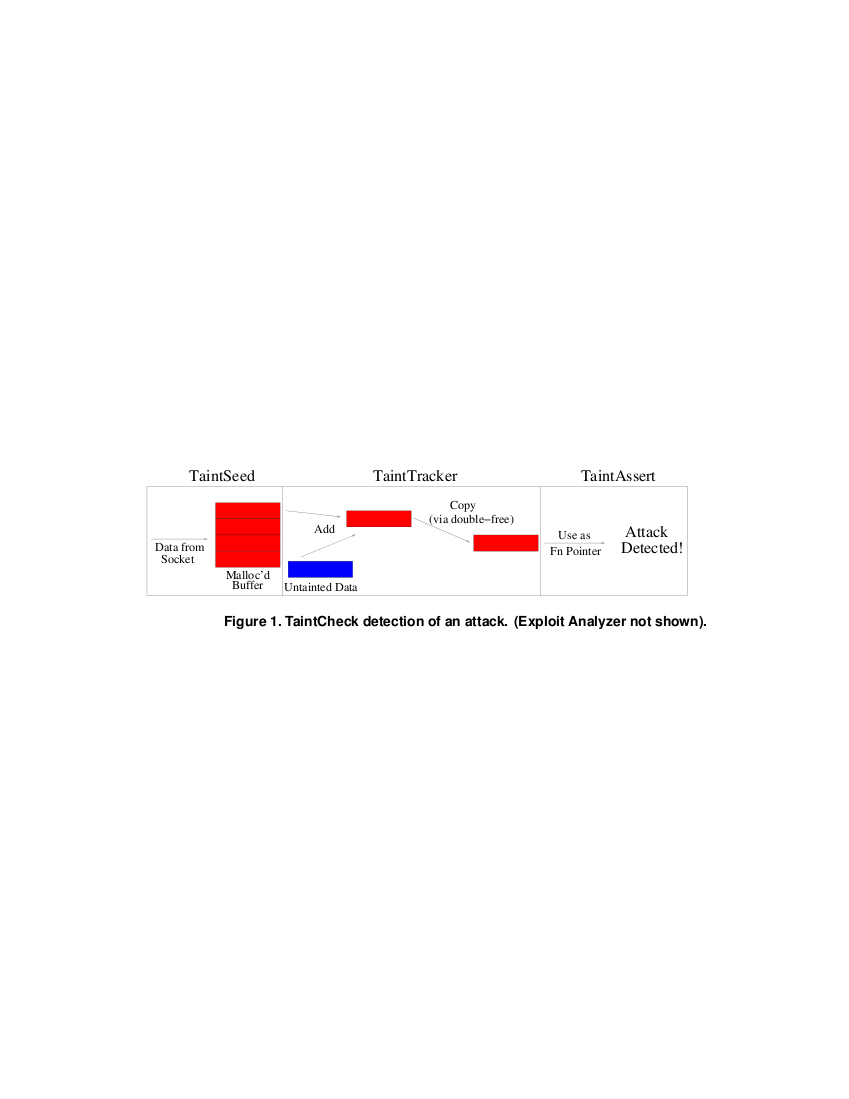 TaintSeed
TaintTracker
TaintAssert
Data from
Socket
Malloc'd
Buffer
Add
Untainted Data
Copy
(via double−free)
Use as
Fn Pointer
Attack
Detected!
Figure 1. TaintCheck detection of an attack. (Exploit Analyzer not shown).